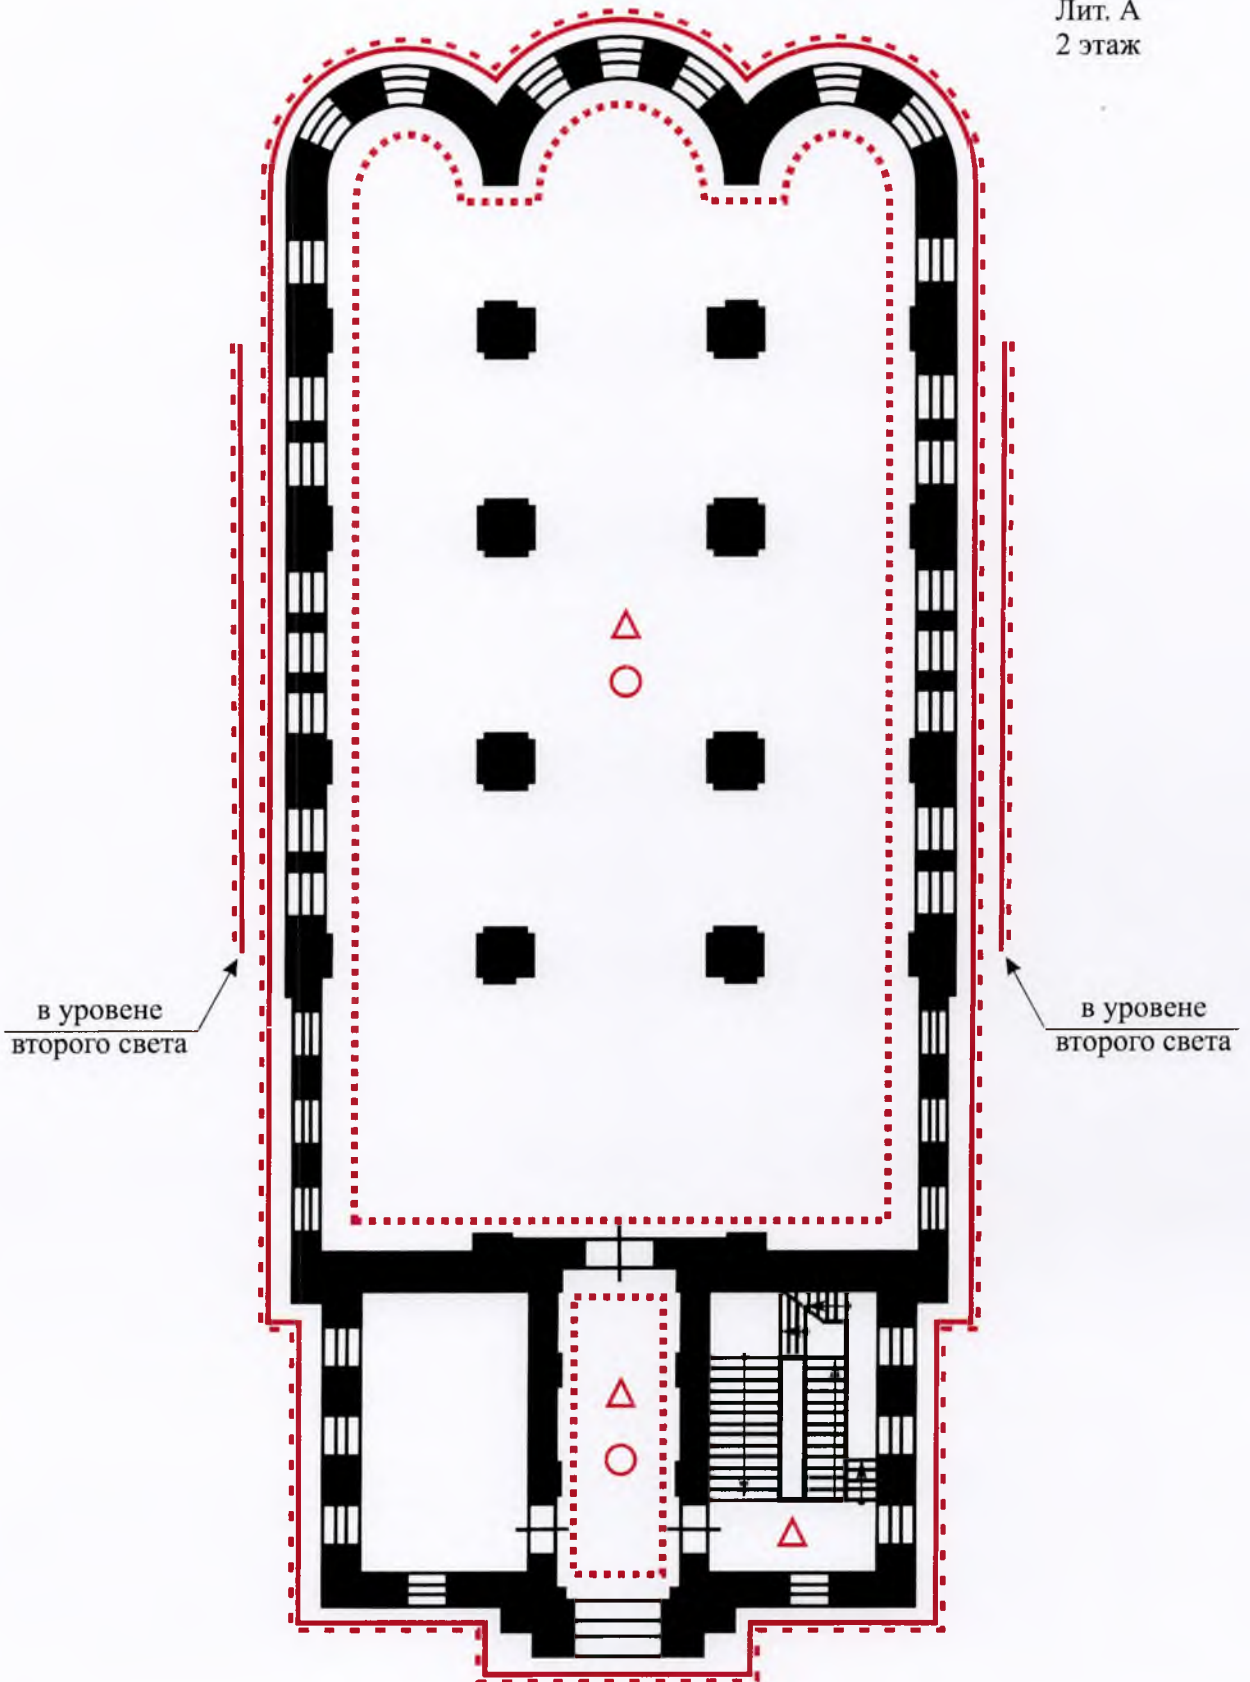 Лит. А
2 этаж
в уровене
второго света
в уровене
второго света